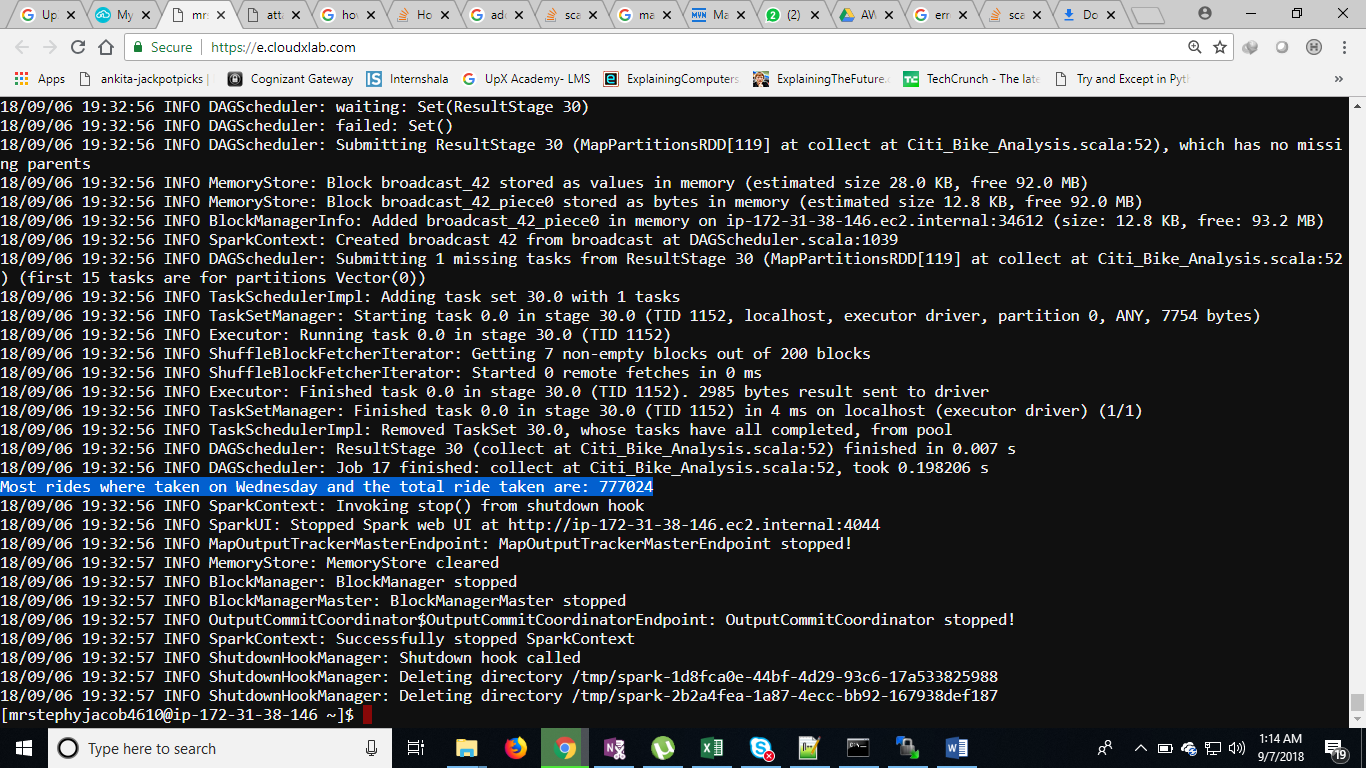 Up
My
mrs
atta
how
Ho
add
sca
ma
MVN Ma
(2)
AW
err
sca
Do
Secure https://e.cloudxlab.com
Apps ankita-jackpotpicks Cognizant Gateway Internshala UpX Academy- LMS ExplainingComputers ExplainingTheFuture. TechCrunch - The late Try and Except in Pyt »
18/09/06 19:32:56 INFO DAGScheduler: waiting: Set(ResultStage 30)
18/09/06 19:32:56 INFO DAGScheduler: failed: Set()
18/09/06 19:32:56 INFO DAGScheduler: Submitting ResultStage 30 (MapPartitionsRDD[119] at collect at Citi_Bike_Analysis.scala:52), which has no missi
ng parents
18/09/06 19:32:56 INFO MemoryStore: Block broadcast_42 stored as values in memory (estimated size 28.0 KB, free 92.0 MB)
18/09/06 19:32:56 INFO MemoryStore: Block broadcast_42_piece0 stored as bytes in memory (estimated size 12.8 KB, free 92.0 MB)
18/09/06 19:32:56 INFO BlockManagerInfo: Added broadcast_42_piece0 in memory on ip-172-31-38-146.ec2.internal:34612 (size: 12.8 KB, free: 93.2 MB)
18/09/06 19:32:56 INFO SparkContext: Created broadcast 42 from broadcast at DAGScheduler.scala:1039
18/09/06 19:32:56 INFO DAGScheduler: Submitting 1 missing tasks from ResultStage 30 (MapPartitionsRDD[119] at collect at Citi_Bike_Analysis.scala:52
) (first 15 tasks are for partitions Vector(0))
18/09/06 19:32:56 INFO TaskSchedulerImpl: Adding task set 30.0 with 1 tasks
18/09/06 19:32:56 INFO TaskSetManager: Starting task 0.0 in stage 30.0 (TID 1152, localhost, executor driver, partition 0, ANY, 7754 bytes)
18/09/06 19:32:56 INFO Executor: Running task 0.0 in stage 30.0 (TID 1152)
18/09/06 19:32:56 INFO ShuffleBlockFetcherIterator: Getting 7 non-empty blocks out of 200 blocks
18/09/06 19:32:56 INFO ShuffleBlockFetcherIterator: Started 0 remote fetches in 0 ms
18/09/06 19:32:56 INFO Executor: Finished task 0.0 in stage 30.0 (TID 1152). 2985 bytes result sent to driver
18/09/06 19:32:56 INFO TaskSetManager: Finished task 0.0 in stage 30.0 (TID 1152) in 4 ms on localhost (executor driver) (1/1)
18/09/06 19:32:56 INFO TaskSchedulerImpl: Removed TaskSet 30.0, whose tasks have all completed, from pool
18/09/06 19:32:56 INFO DAGScheduler: ResultStage 30 (collect at Citi_Bike_Analysis.scala:52) finished in 0.007 s
18/09/06 19:32:56 INFO DAGScheduler: Job 17 finished: collect at Citi_Bike_Analysis.scala:52, took 0.198206 s
Most rides where taken on Wednesday and the total ride taken are: 777024
18/09/06 19:32:56 INFO SparkContext: Invoking stop() from shutdown hook
18/09/06 19:32:56 INFO SparkUI: Stopped Spark web UI at http://ip-172-31-38-146.ec2.internal:4044
18/09/06 19:32:56 INFO MapOutputTrackerMasterEndpoint: MapOutputTrackerMasterEndpoint stopped!
18/09/06 19:32:57 INFO MemoryStore: MemoryStore cleared
18/09/06 19:32:57 INFO BlockManager: BlockManager stopped
18/09/06 19:32:57 INFO BlockManagerMaster: BlockManagerMaster stopped
18/09/06 19:32:57 INFO OutputCommitCoordinator$OutputCommitCoordinatorEndpoint: OutputCommitCoordinator stopped!
18/09/06 19:32:57 INFO SparkContext: Successfully stopped SparkContext
18/09/06 19:32:57 INFO ShutdownHookManager: Shutdown hook called
18/09/06 19:32:57 INFO ShutdownHookManager: Deleting directory /tmp/spark-1d8fca0e-44bf-4d29-93c6-17a533825988
18/09/06 19:32:57 INFO ShutdownHookManager: Deleting directory /tmp/spark-2b2a4fea-1a87-4ecc-bb92-167938def187
[mrstephyjacob4610@ip-172-31-38-146 ~]$
Type here to search
1:14 AM
9/7/2018
19